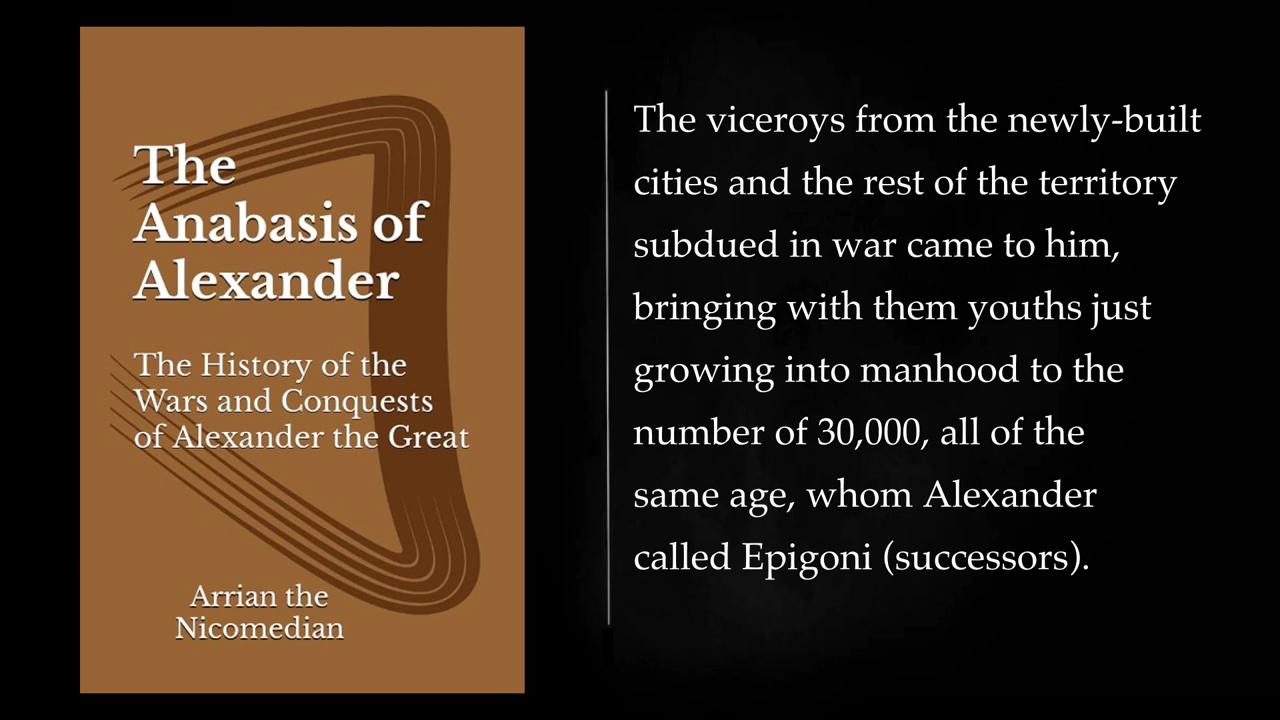 The
Anabasis of
Alexander
The History of the
Wars and Conquests
of Alexander the Great
Arrian the
Nicomedian
The viceroys from the newly-built
cities and the rest of the territory
subdued in war came to him,
bringing with them youths just
growing into manhood to the
number of 30,000, all of the
same age, whom Alexander
called Epigoni (successors).